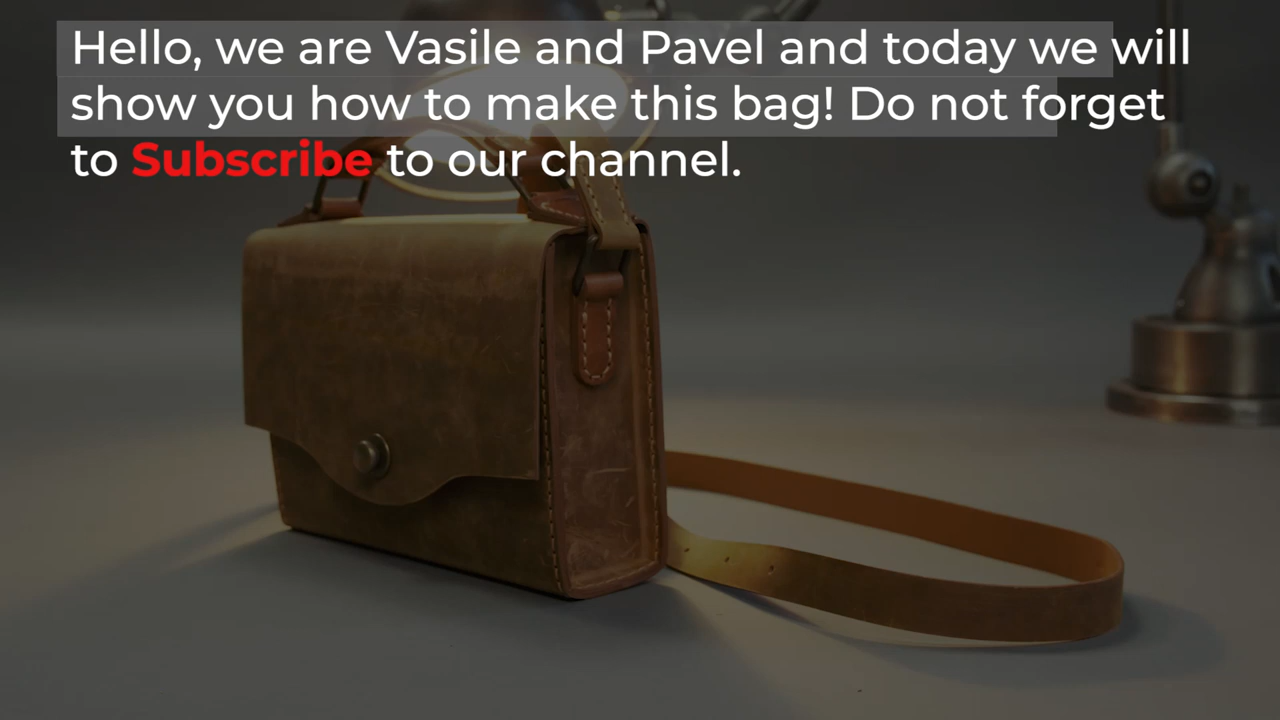 Hello, we are Vasile and Pavel and today we will
show you how to make this bag! Do not forget
to Subscribe to our channel.